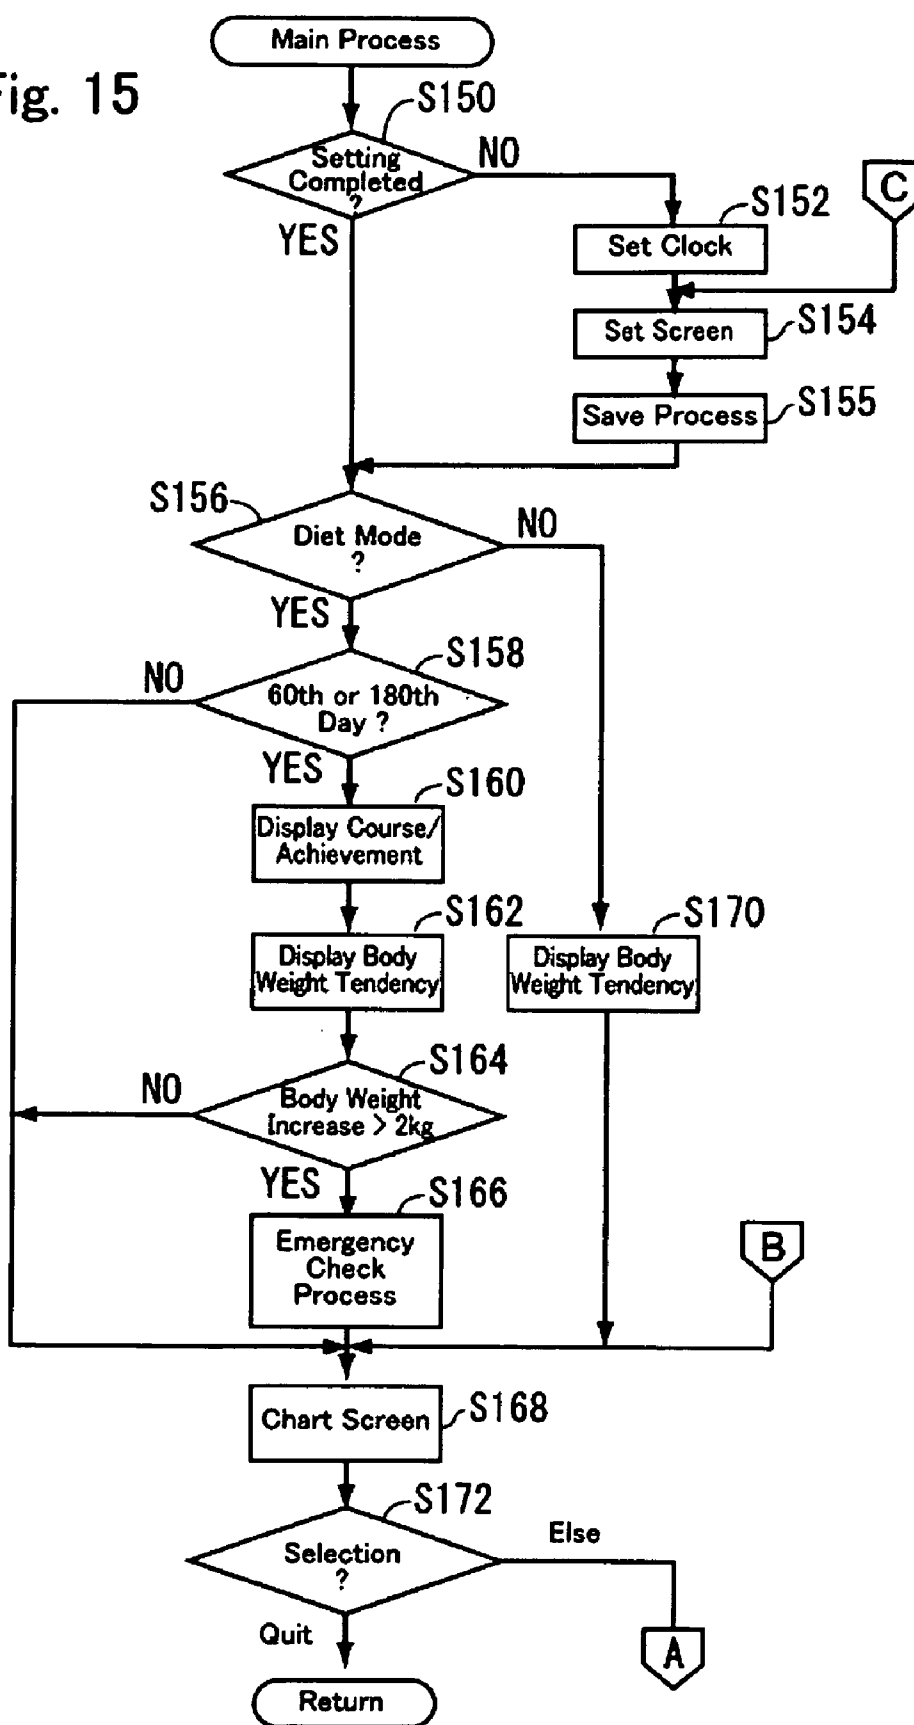 Main Process
Fig. 15
S150
Setting
Completed
?
NO
YES
C
S152
Set Clock
S154
Set Screen
S155
Save Process
S156
Diet Mode
?
NO
YES
S158
NO
60th or 180th
Day ?
YES
S160
Display Course/
Achievement
S162
Display Body
Weight Tendency
S170
Display Body
Weight Tendency
S164
NO
Body Weight
Increase > 2kg
YES
S166
Emergency
Check
Process
B
Chart Screen
S168
S172
Selection
?
Else
Quit
A
Return